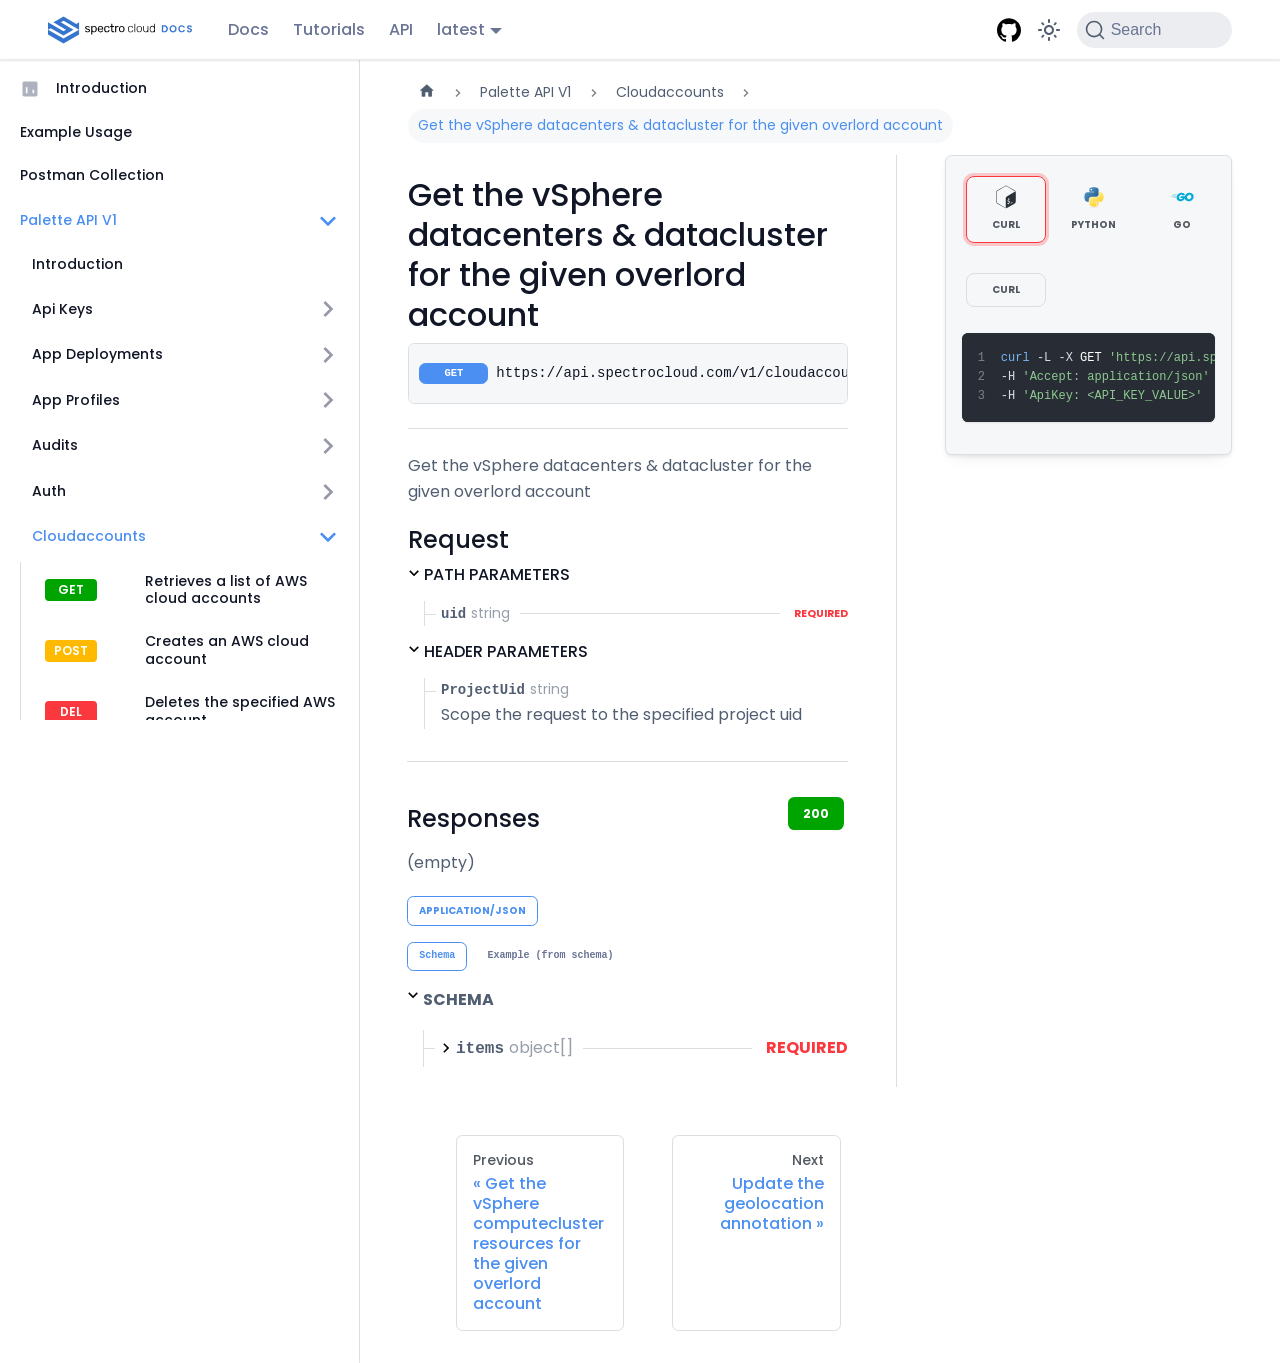 spectro cloud DOCS
Docs
Tutorials
API
latest
Search
Introduction
Example Usage
Postman Collection
Palette API V1
Introduction
Api Keys
App Deployments
App Profiles
Audits
Auth
Cloudaccounts
GET
Retrieves a list of AWS
cloud accounts
POST
Creates an AWS cloud
account
DEL
Deletes the specified AWS
account
Palette API V1
Cloudaccounts
Get the vSphere datacenters & datacluster for the given overlord account
Get the vSphere
datacenters & datacluster
for the given overlord
account
GET
https://api.spectrocloud.com/v1/cloudaccou
Get the vSphere datacenters & datacluster for the
given overlord account
Request
PATH PARAMETERS
uid string
REQUIRED
HEADER PARAMETERS
ProjectUid string
Scope the request to the specified project uid
Responses
200
(empty)
APPLICATION/JSON
Schema
Example (from schema)
SCHEMA
items object[]
REQUIRED
Previous
« Get the
vSphere
computecluster
resources for
the given
overlord
account
Next
Update the
geolocation
annotation »
CURL
PYTHON
GO
GO
CURL
1 curl -L -X GET 'https://api.sp
2 -H 'Accept: application/json'
3 -H 'ApiKey: <API_KEY_VALUE>'